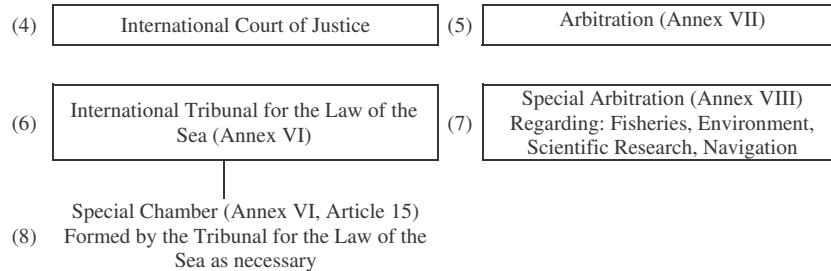 (4) International Court of Justice
(5) Arbitration (Annex VII)
(6) International Tribunal for the Law of the
Sea (Annex VI)
(7) Special Arbitration (Annex VIII)
Regarding: Fisheries, Environment,
Scientific Research, Navigation
(8) Special Chamber (Annex VI, Article 15)
Formed by the Tribunal for the Law of the
Sea as necessary